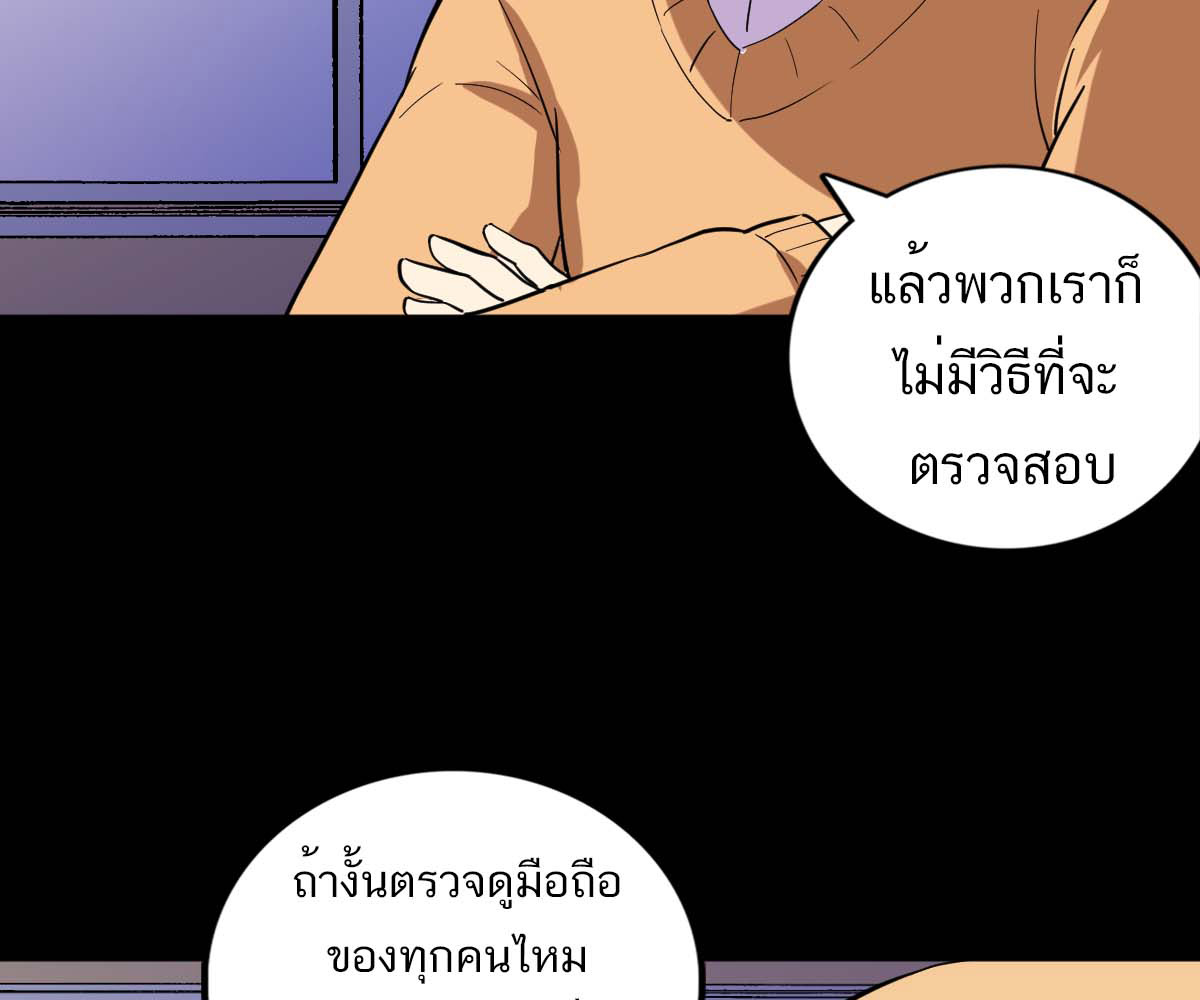 แล้วพวกเราก็
ไม่มีวิธีที่จะ
ตรวจสอบ
ถ้างั้นตรวจดูมือถือ
ของทุกคนไหม